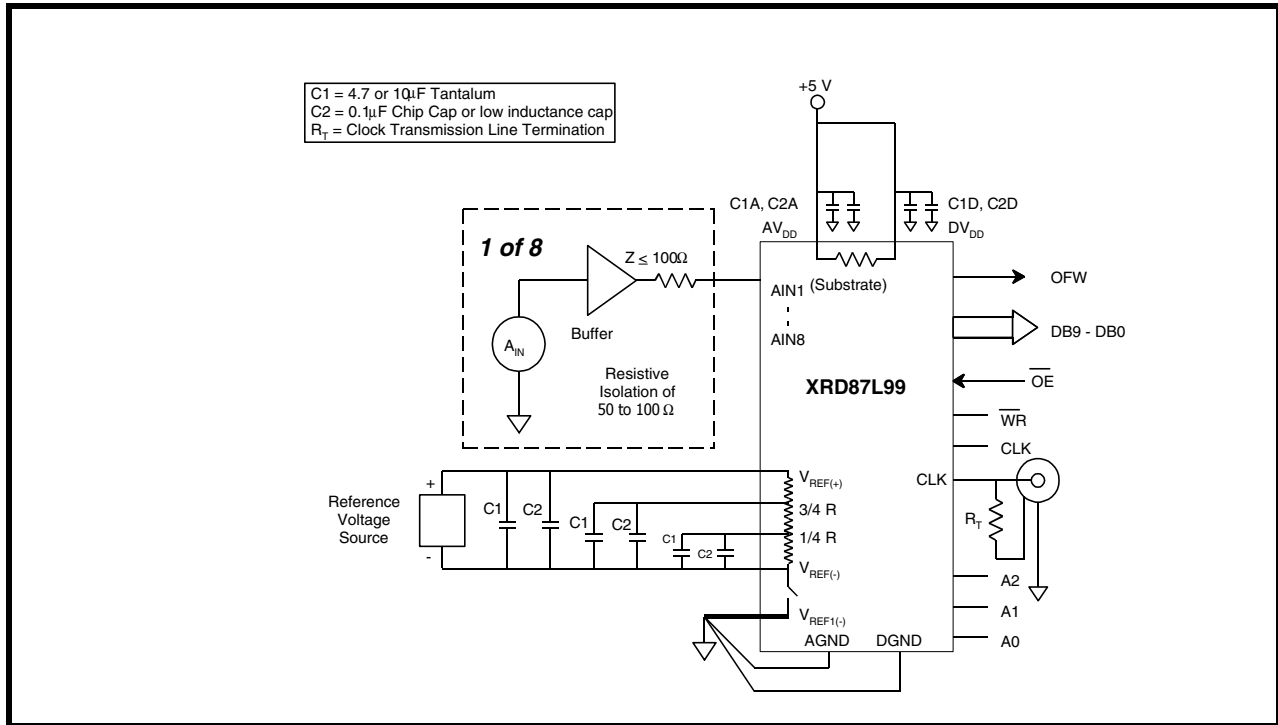 C1 = 4.7 or 10μF Tantalum
C2 = 0.1μF Chip Cap or low inductance cap
R_T = Clock Transmission Line Termination
+5 V
C1A, C2A
C1D, C2D
AV_DD
DV_DD
1 of 8
Z ≤ 100Ω
(Substrate)
AIN1
AIN8
OFW
DB9 - DB0
Buffer
A_IN
Resistive
Isolation of
50 to 100 Ω
XRD87L99
O̅E̅
W̅R̅
CLK
CLK
R_T
Reference
Voltage
Source
+
-
C1
C2
C1
C2
C1
C2
V_REF(+)
3/4 R
1/4 R
V_REF(-)
V_REF1(-)
AGND
DGND
A2
A1
A0